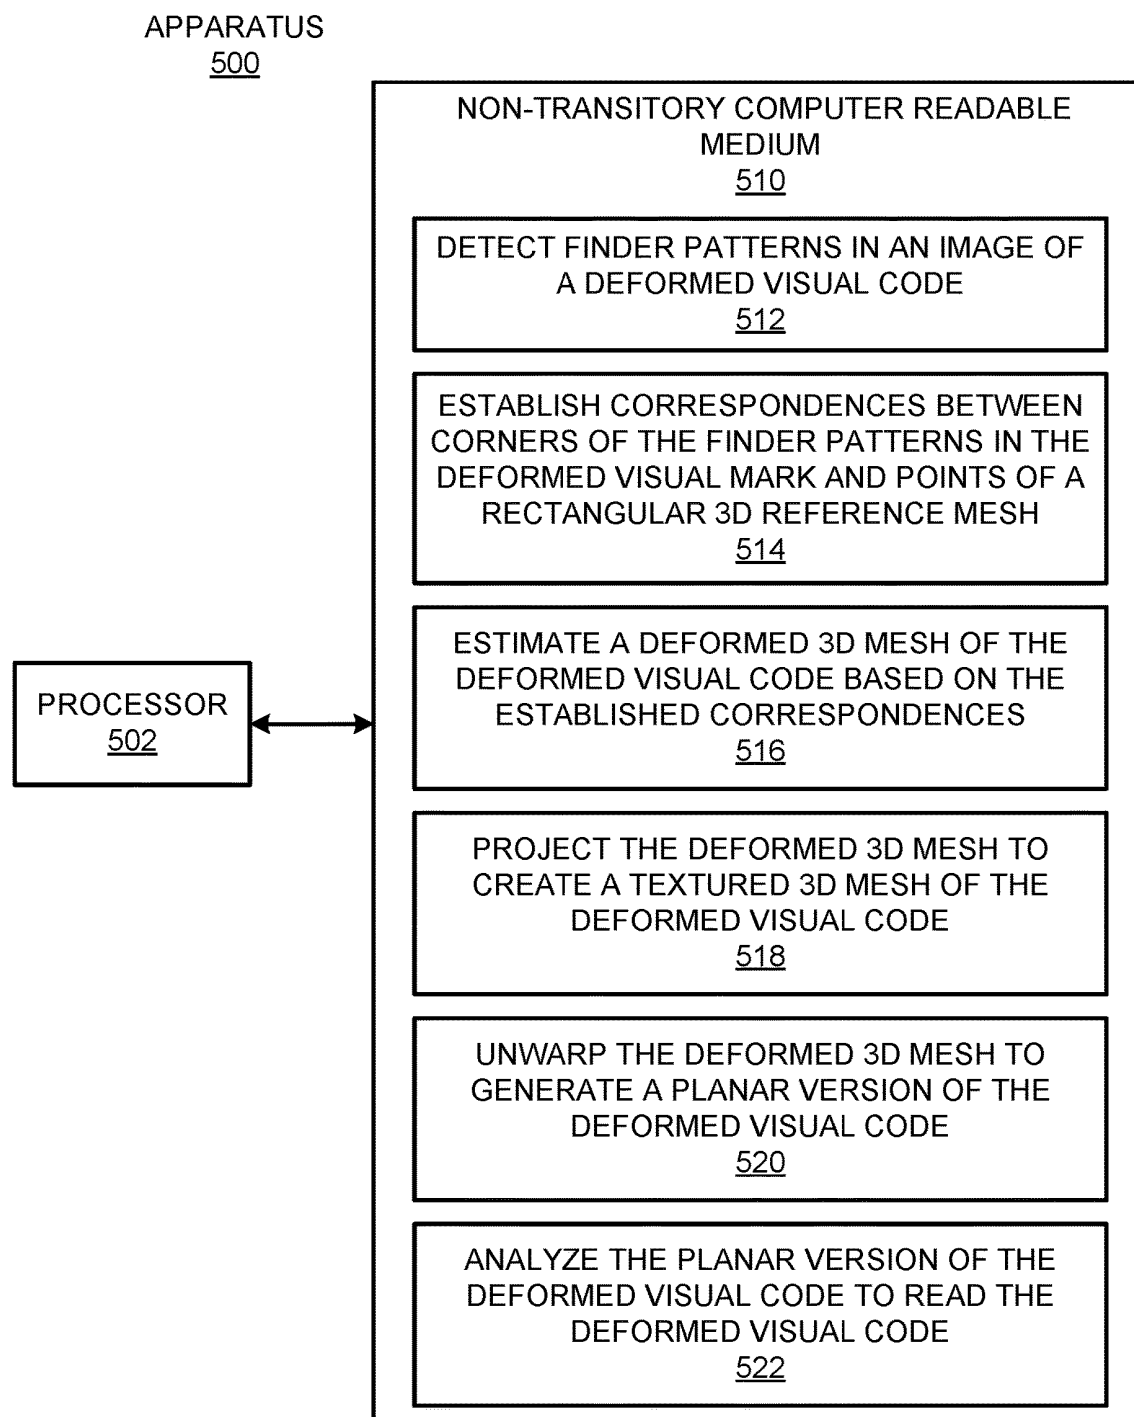 APPARATUS
500
NON-TRANSITORY COMPUTER READABLE
MEDIUM
510
DETECT FINDER PATTERNS IN AN IMAGE OF
A DEFORMED VISUAL CODE
512
ESTABLISH CORRESPONDENCES BETWEEN
CORNERS OF THE FINDER PATTERNS IN THE
DEFORMED VISUAL MARK AND POINTS OF A
RECTANGULAR 3D REFERENCE MESH
514
ESTIMATE A DEFORMED 3D MESH OF THE
DEFORMED VISUAL CODE BASED ON THE
ESTABLISHED CORRESPONDENCES
516
PROCESSOR
502
PROJECT THE DEFORMED 3D MESH TO
CREATE A TEXTURED 3D MESH OF THE
DEFORMED VISUAL CODE
518
UNWARP THE DEFORMED 3D MESH TO
GENERATE A PLANAR VERSION OF THE
DEFORMED VISUAL CODE
520
ANALYZE THE PLANAR VERSION OF THE
DEFORMED VISUAL CODE TO READ THE
DEFORMED VISUAL CODE
522